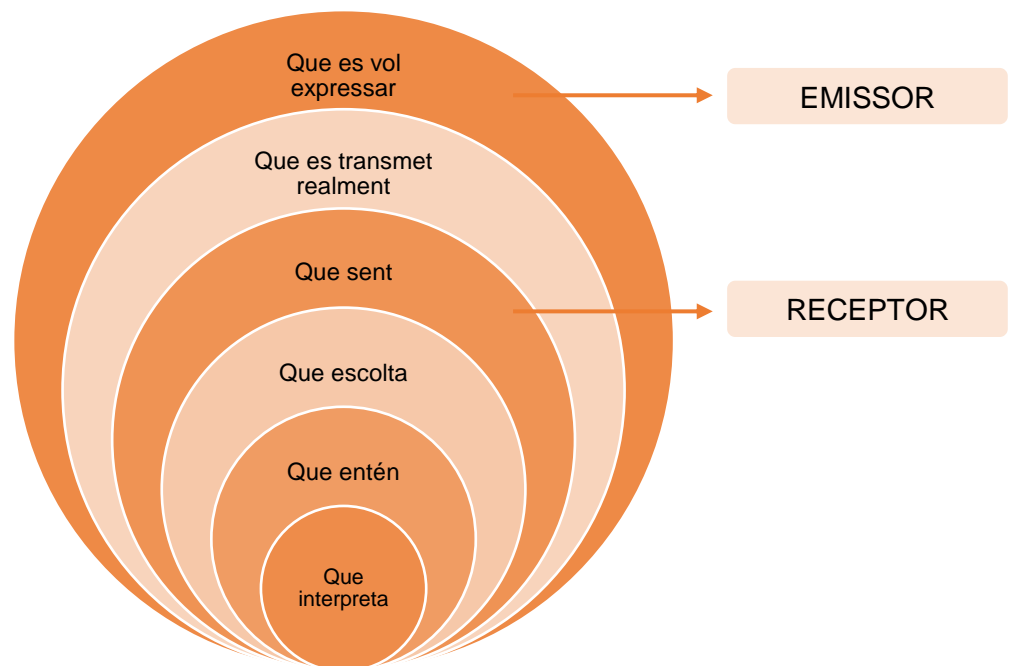 Que es vol
expressar
EMISSOR
Que es transmet
realment
Que sent
RECEPTOR
Que escolta
Que entén
Que
interpreta